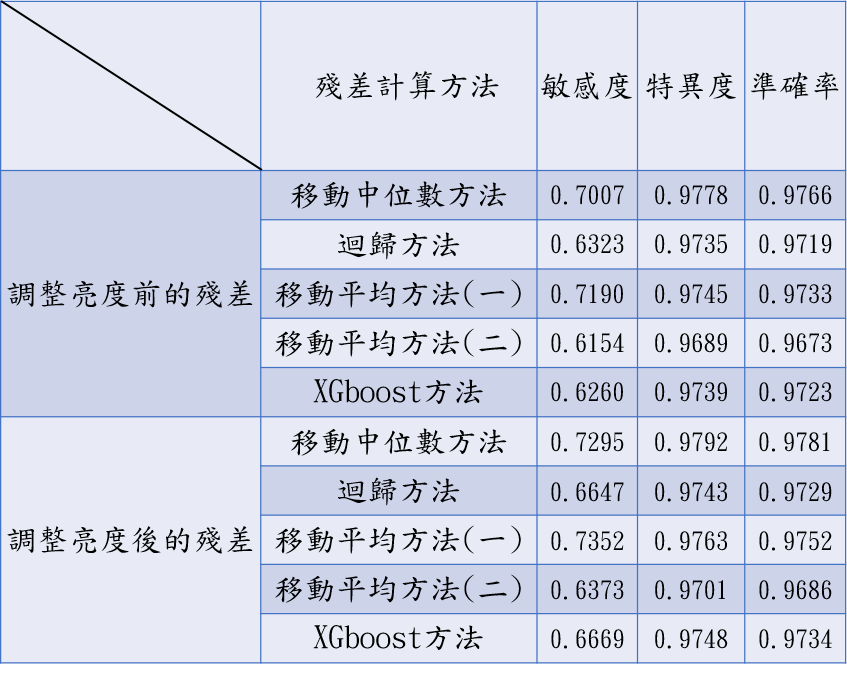 殘差計算方法 敏感度 特異度 準確率
調整亮度前的殘差
移動中位數方法 0.7007 0.9778 0.9766
迴歸方法 0.6323 0.9735 0.9719
移動平均方法(一) 0.7190 0.9745 0.9733
移動平均方法(二) 0.6154 0.9689 0.9673
XGboost方法 0.6260 0.9739 0.9723
調整亮度後的殘差
移動中位數方法 0.7295 0.9792 0.9781
迴歸方法 0.6647 0.9743 0.9729
移動平均方法(一) 0.7352 0.9763 0.9752
移動平均方法(二) 0.6373 0.9701 0.9686
XGboost方法 0.6669 0.9748 0.9734